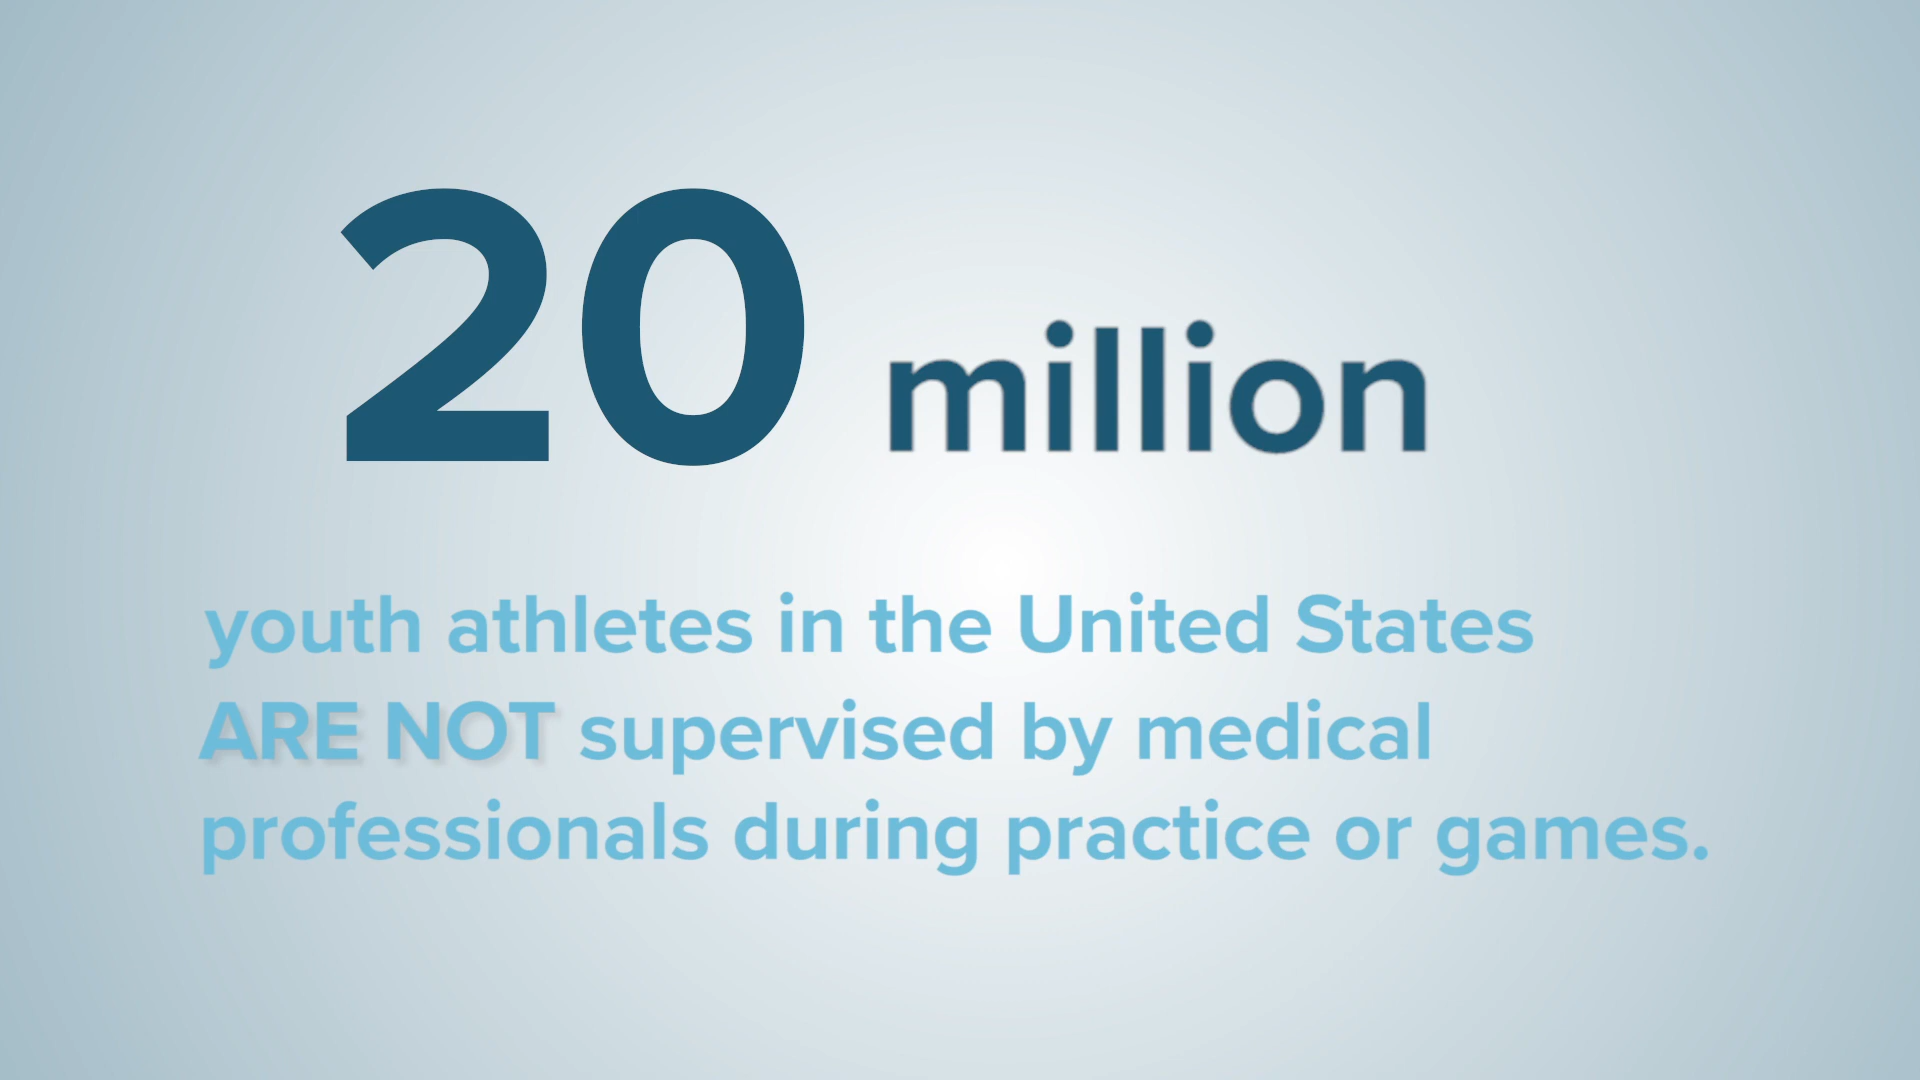 20 million
youth athletes in the United States
ARE NOT supervised by medical
professionals during practice or games.